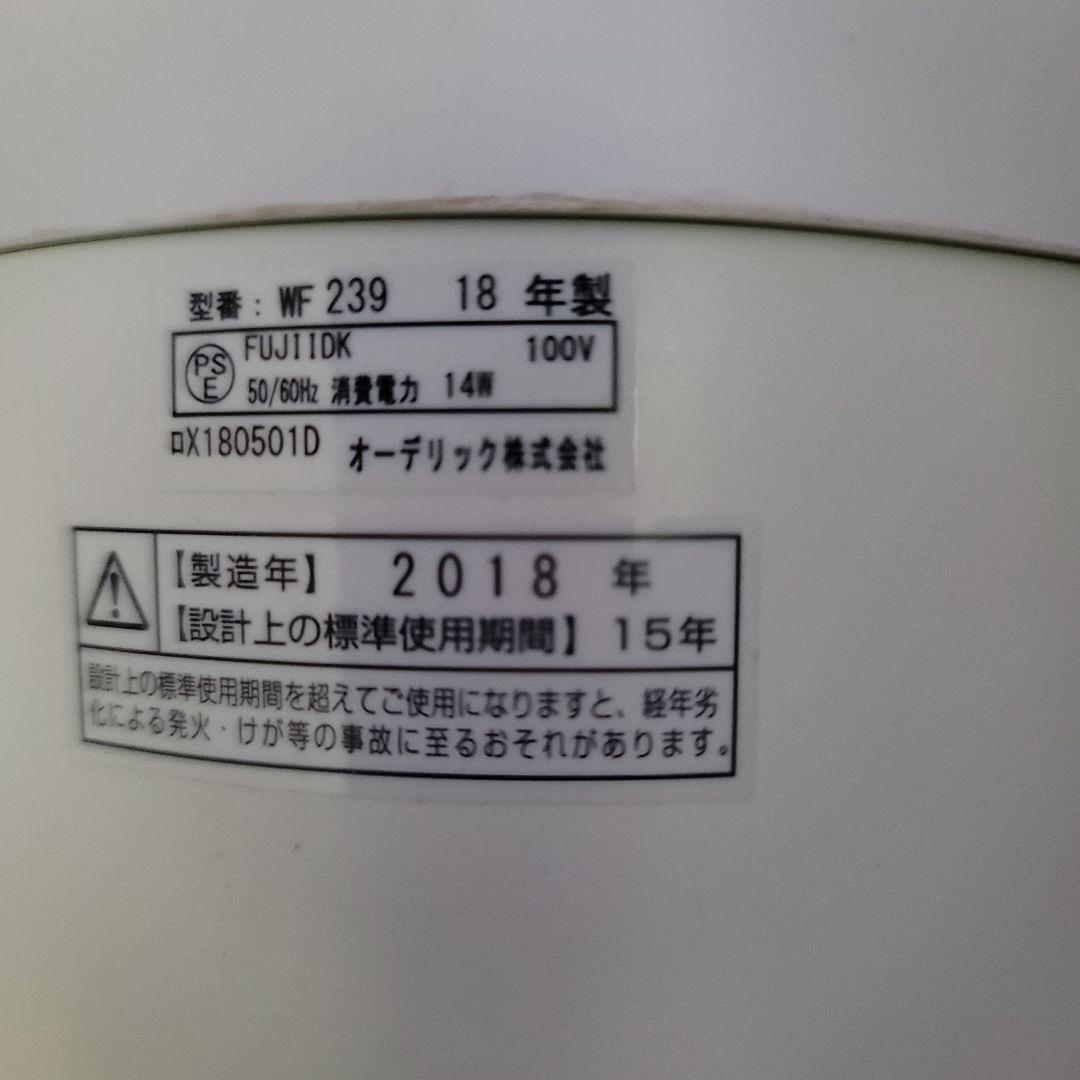 型番: WF 239 18 年製
PSE FUJIIDK 100V
50/60Hz 消費電力 14W
ロX180501D オーデリック株式会社
【製造年】 2018 年
【設計上の標準使用期間】 15年
設計上の標準使用期間を超えてご使用になりますと、経年劣
化による発火・けが等の事故に至るおそれがあります。